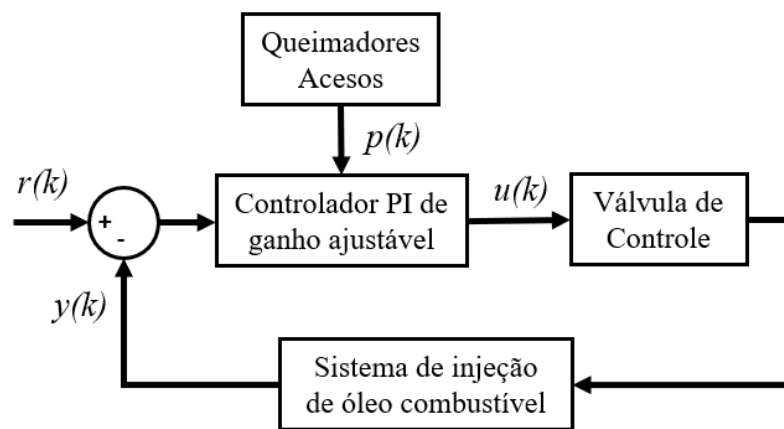 Queimadores
Acesos
p(k)
r(k)
+
-
Controlador PI de
ganho ajustável
u(k)
Válvula de
Controle
y(k)
Sistema de injeção
de óleo combustível